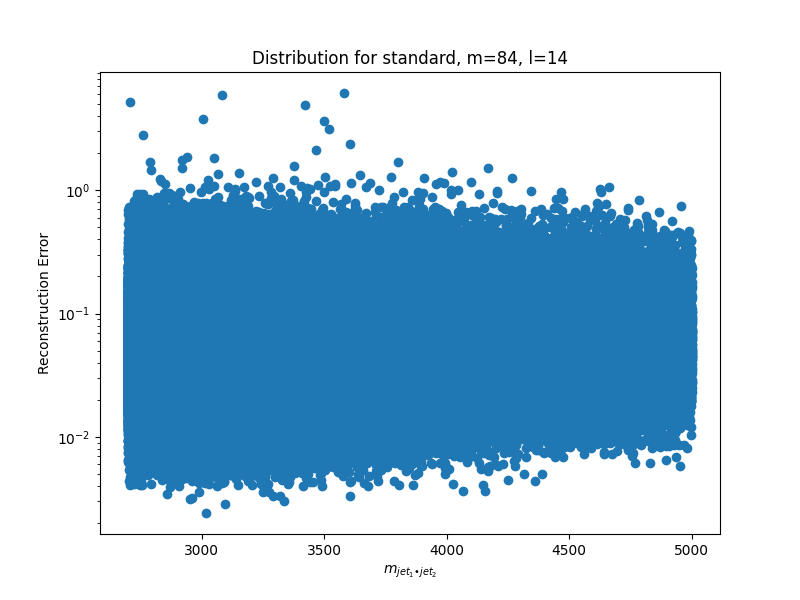 Distribution for standard, m=84, l=14
Reconstruction Error
10⁰
10⁻¹
10⁻²
3000 3500 4000 4500 5000
m_{jet₁•jet₂}